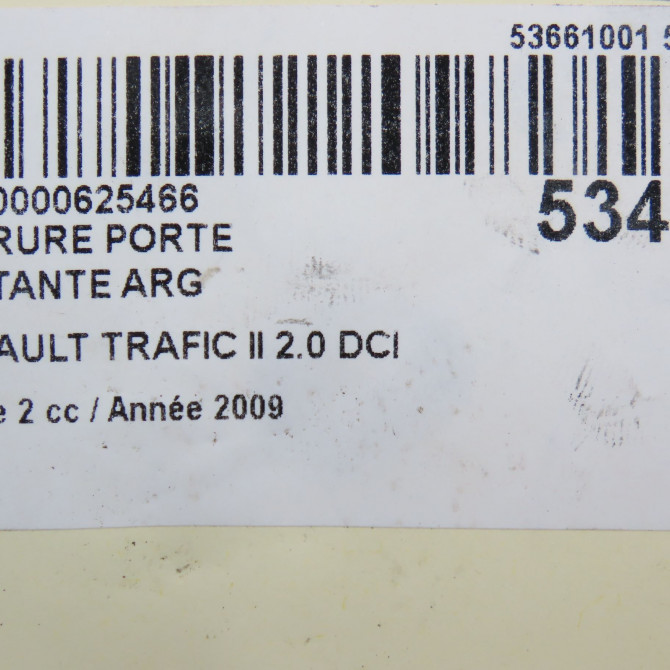 53661001 5
0000625466
534
RURE PORTE
TANTE ARG
AULT TRAFIC II 2.0 DCI
e 2 cc / Année 2009